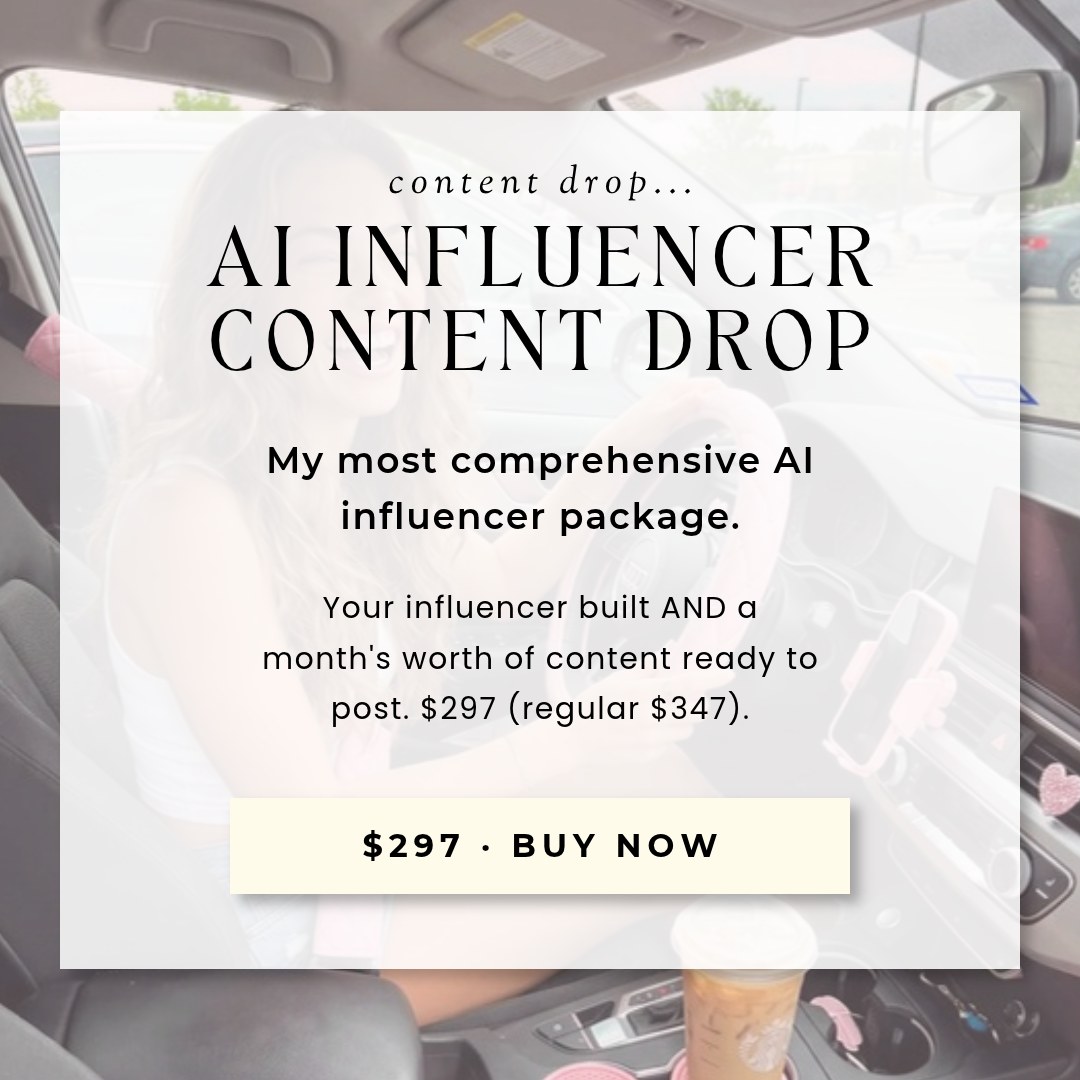 content drop...
AI INFLUENCER
CONTENT DROP
My most comprehensive AI
influencer package.
Your influencer built AND a
month's worth of content ready to
post. $297 (regular $347).
$297 · BUY NOW